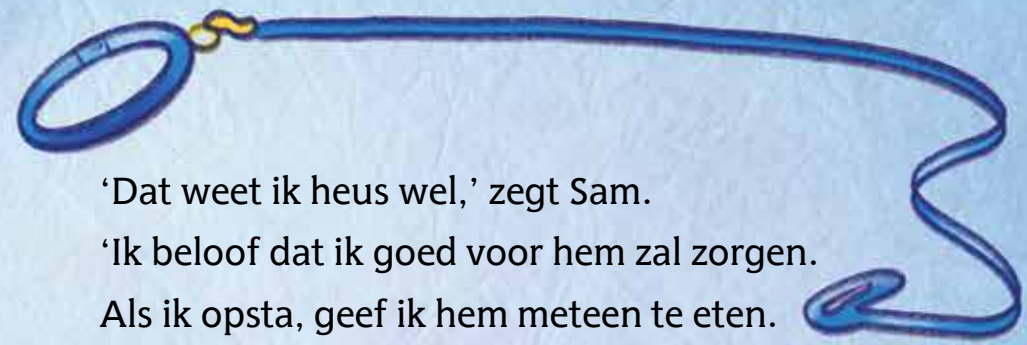 ‘Dat weet ik heus wel,’ zegt Sam.
‘Ik beloof dat ik goed voor hem zal zorgen.
Als ik opsta, geef ik hem meteen te eten.